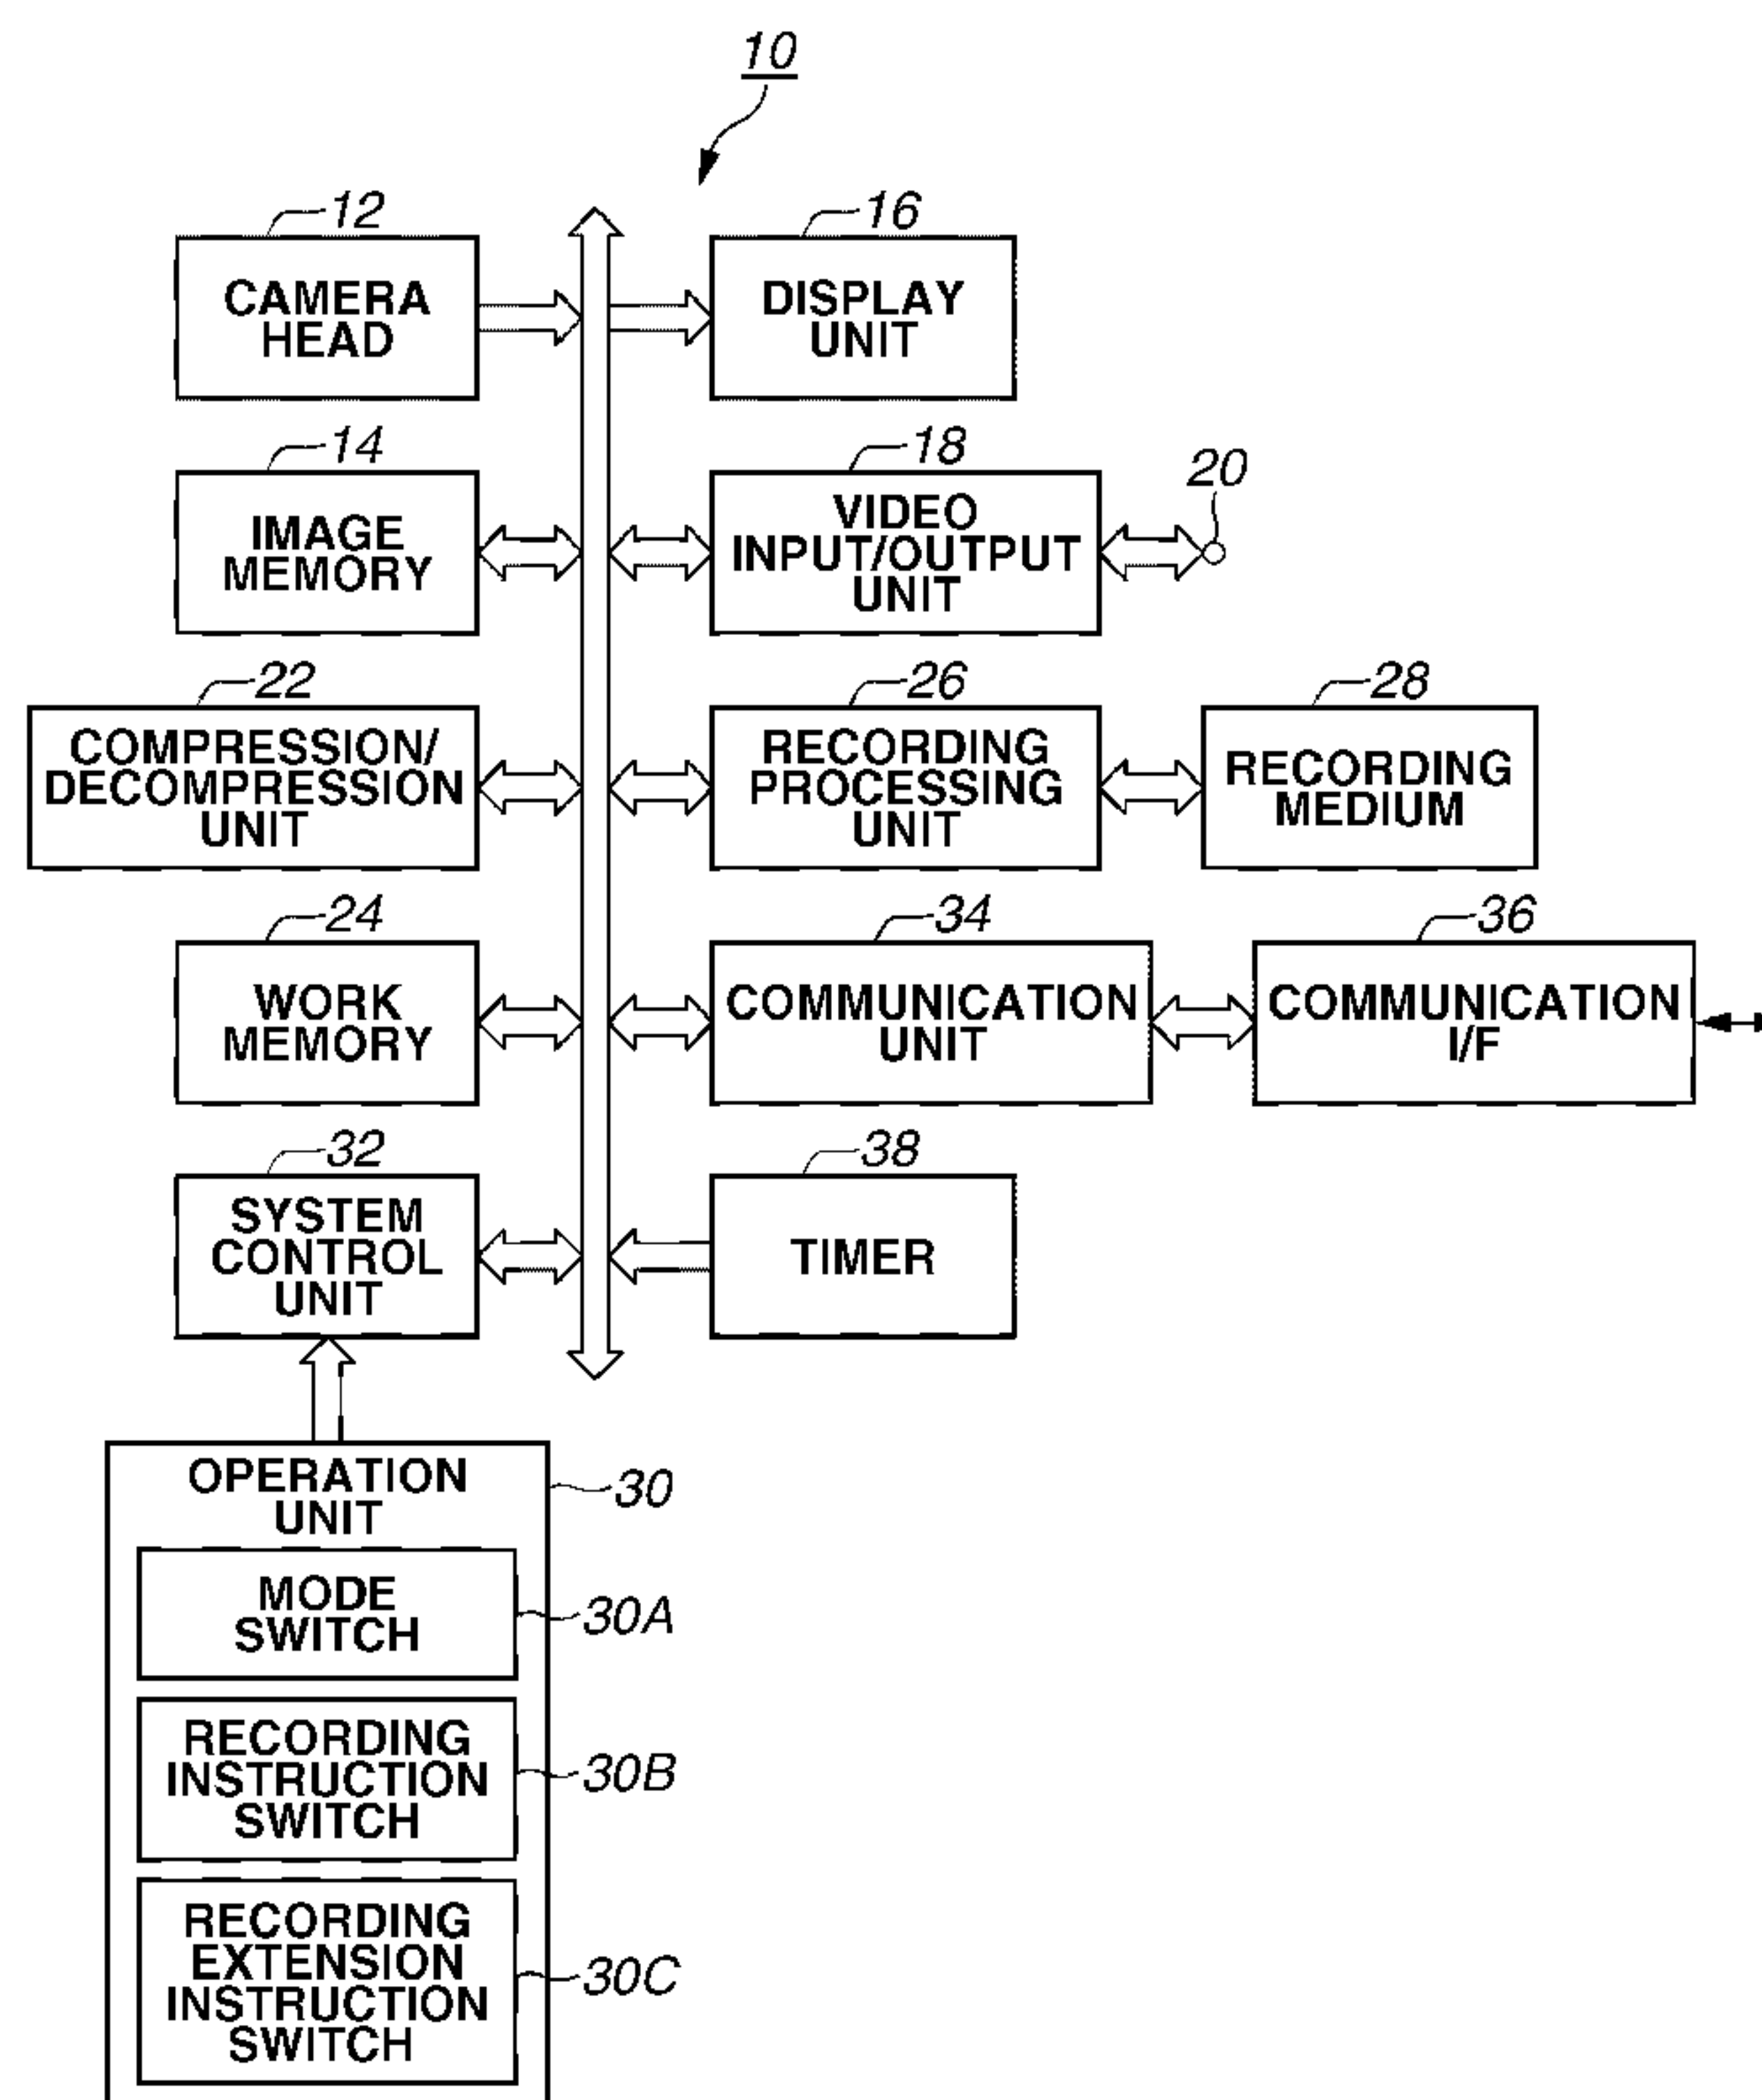 10
12
CAMERA
HEAD
16
DISPLAY
UNIT
14
IMAGE
MEMORY
18
VIDEO
INPUT/OUTPUT
UNIT
20
22
COMPRESSION/
DECOMPRESSION
UNIT
26
RECORDING
PROCESSING
UNIT
28
RECORDING
MEDIUM
24
WORK
MEMORY
34
COMMUNICATION
UNIT
36
COMMUNICATION
I/F
32
SYSTEM
CONTROL
UNIT
38
TIMER
OPERATION
UNIT
30
MODE
SWITCH
30A
RECORDING
INSTRUCTION
SWITCH
30B
RECORDING
EXTENSION
INSTRUCTION
SWITCH
30C